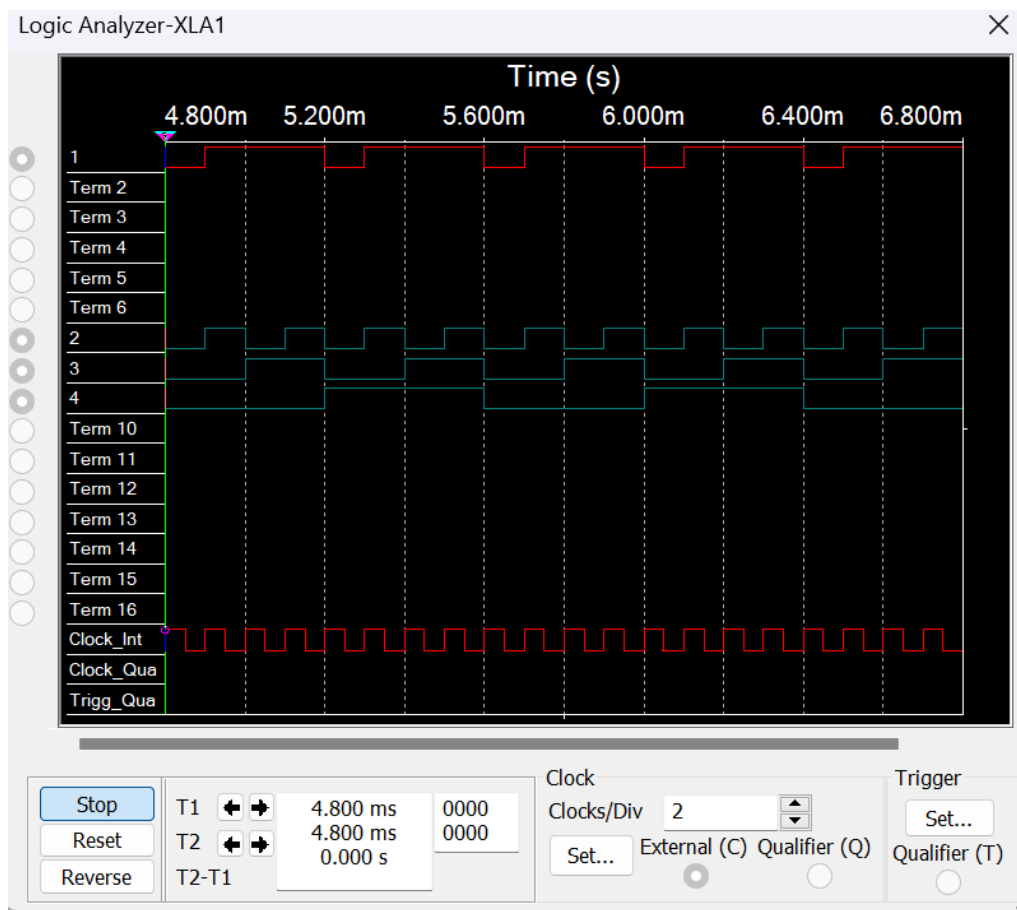 Logic Analyzer-XLA1
Time (s)
4.800m 5.200m 5.600m 6.000m 6.400m 6.800m
1
Term 2
Term 3
Term 4
Term 5
Term 6
2
3
4
Term 10
Term 11
Term 12
Term 13
Term 14
Term 15
Term 16
Clock_Int
Clock_Qua
Trigg_Qua
Stop
Reset
Reverse
T1 4.800 ms 0000
T2 4.800 ms 0000
T2-T1 0.000 s
Clock
Clocks/Div 2
Set... External (C) Qualifier (Q)
Trigger
Set...
Qualifier (T)